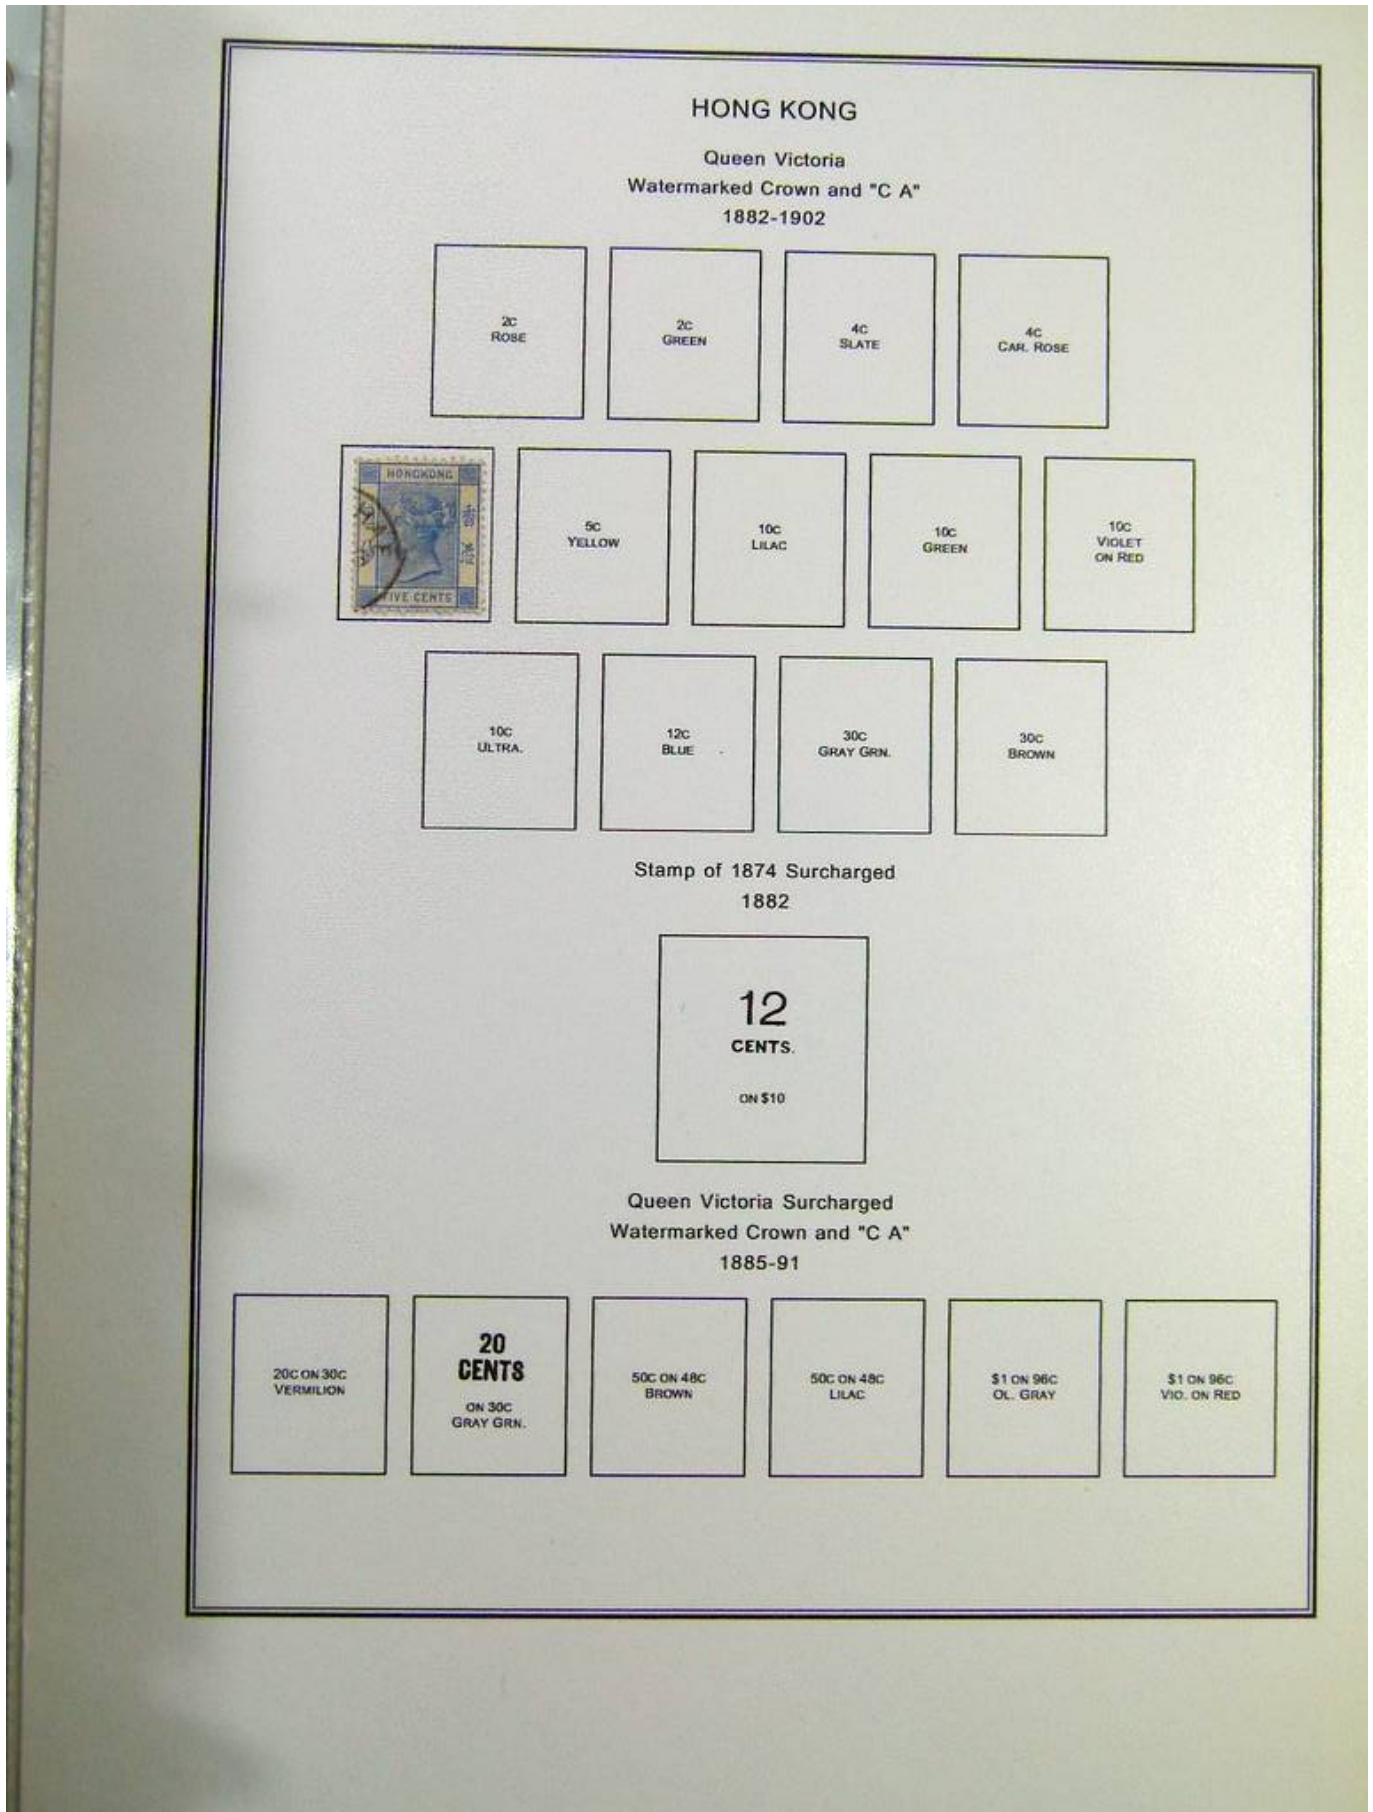 HONG KONG
Queen Victoria
Watermarked Crown and "C A"
1882-1902
2C
ROSE
2C
GREEN
4C
SLATE
4C
CAR. ROSE
HONGKONG
FIVE CENTS
5C
YELLOW
10C
LILAC
10C
GREEN
10C
VIOLET
ON RED
10C
ULTRA.
12C
BLUE
30C
GRAY GRN.
30C
BROWN
Stamp of 1874 Surcharged
1882
12
CENTS.
ON $10
Queen Victoria Surcharged
Watermarked Crown and "C A"
1885-91
20C ON 30C
VERMILION
20
CENTS
ON 30C
GRAY GRN.
50C ON 48C
BROWN
50C ON 48C
LILAC
$1 ON 96C
OL. GRAY
$1 ON 96C
VIO. ON RED